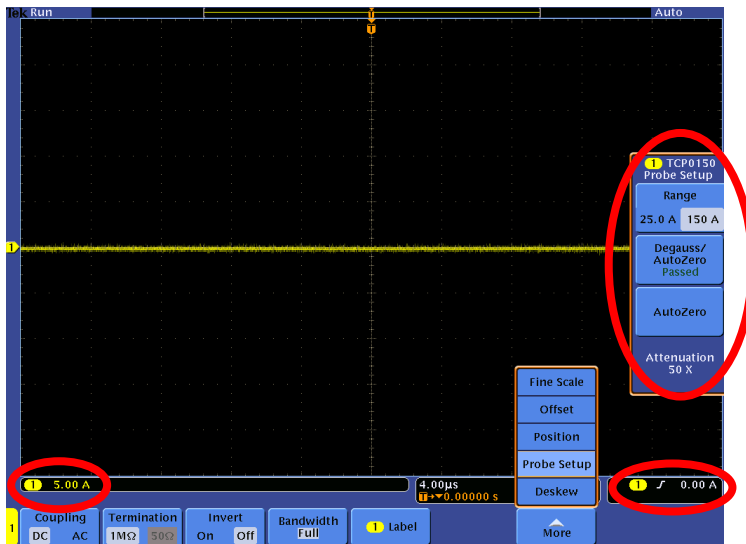 Tek Run
Auto
T
1 TCP0150
Probe Setup
Range
25.0 A 150 A
1
Degauss/
AutoZero
Passed
AutoZero
Attenuation
50 X
Fine Scale
Offset
Position
Probe Setup
Deskew
1 5.00 A
4.00µs
T→▼0.00000 s
1 ƒ 0.00 A
1
Coupling
DC AC
Termination
1MΩ 50Ω
Invert
On Off
Bandwidth
Full
1 Label
More